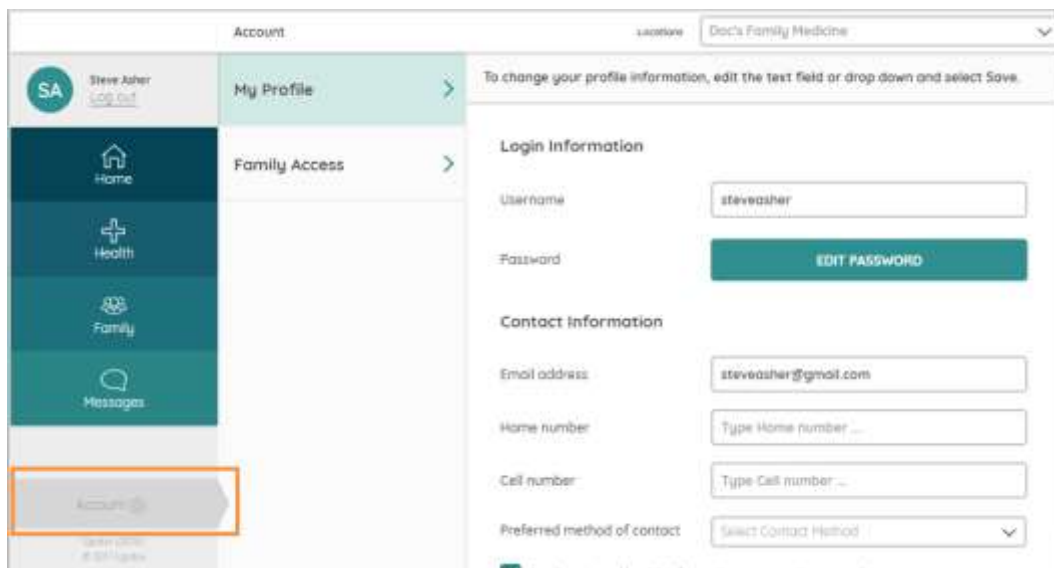 Account
Locations
Doc's Family Medicine
SA
Steve Asher
Log out
My Profile
To change your profile information, edit the text field or drop down and select Save.
Home
Family Access
Login Information
Username
steveasher
Health
Password
EDIT PASSWORD
Family
Contact Information
Email address
steveasher@gmail.com
Messages
Home number
Type Home number ...
Cell number
Type Cell number ...
Account
Preferred method of contact
Select Contact Method